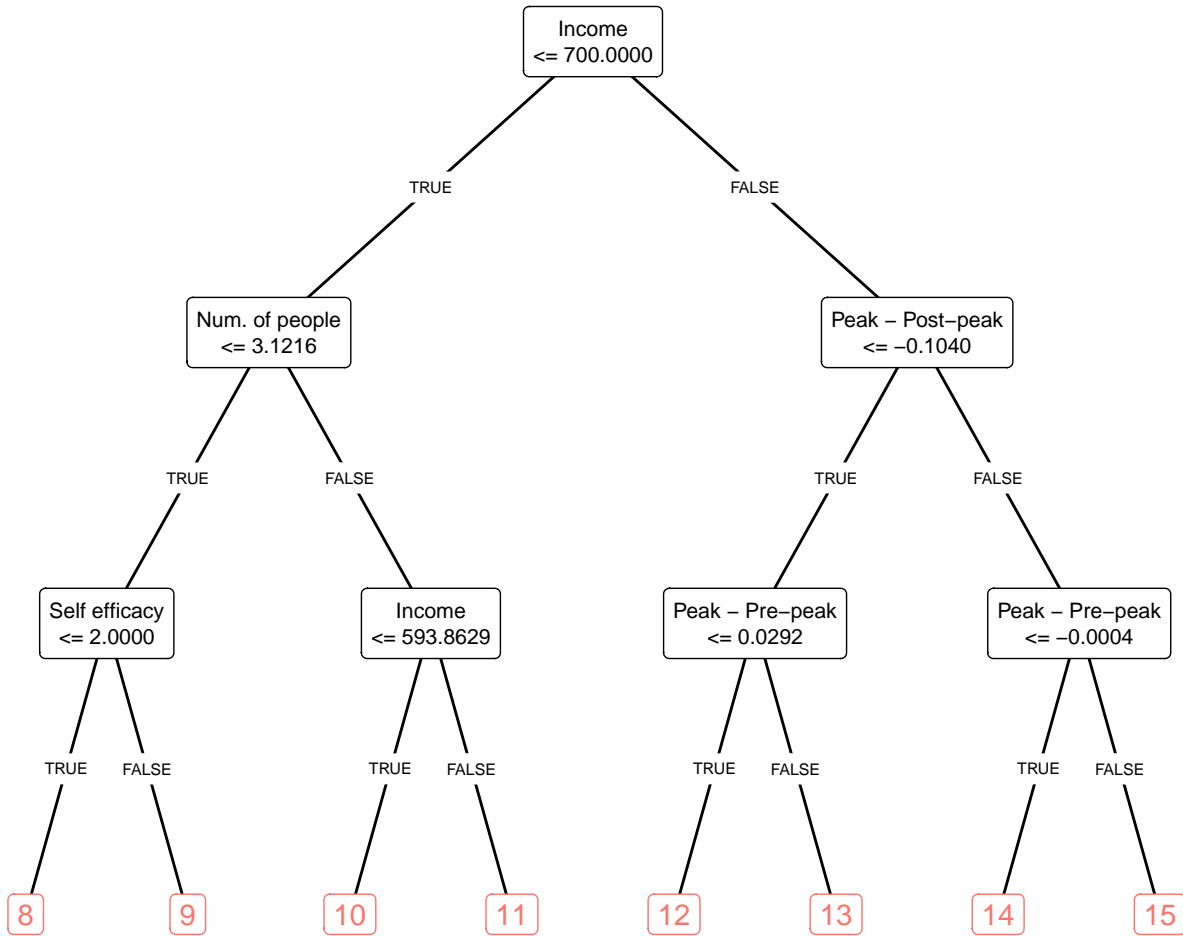 Income
<= 700.0000
TRUE
FALSE
Num. of people
<= 3.1216
Peak − Post−peak
<= −0.1040
TRUE
FALSE
TRUE
FALSE
Self efficacy
<= 2.0000
Income
<= 593.8629
Peak − Pre−peak
<= 0.0292
Peak − Pre−peak
<= −0.0004
TRUE
FALSE
TRUE
FALSE
TRUE
FALSE
TRUE
FALSE
8
9
10
11
12
13
14
15